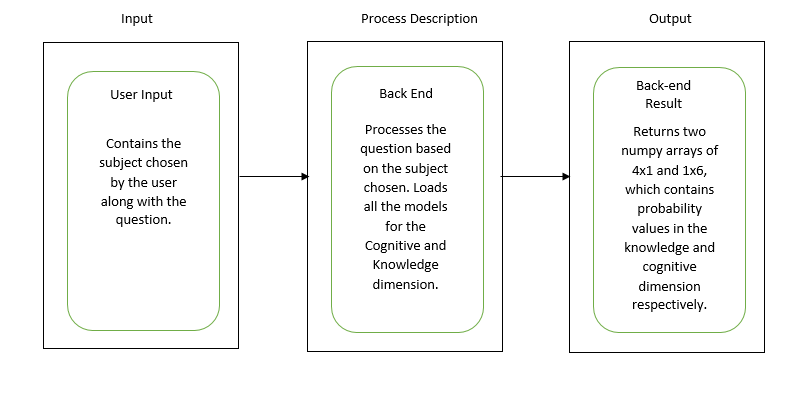 Input
Process Description
Output
User Input
Contains the
subject chosen
by the user
along with the
question.
Back End
Processes the
question based
on the subject
chosen. Loads
all the models
for the
Cognitive and
Knowledge
dimension.
Back-end
Result
Returns two
numpy arrays of
4x1 and 1x6,
which contains
probability
values in the
knowledge and
cognitive
dimension
respectively.